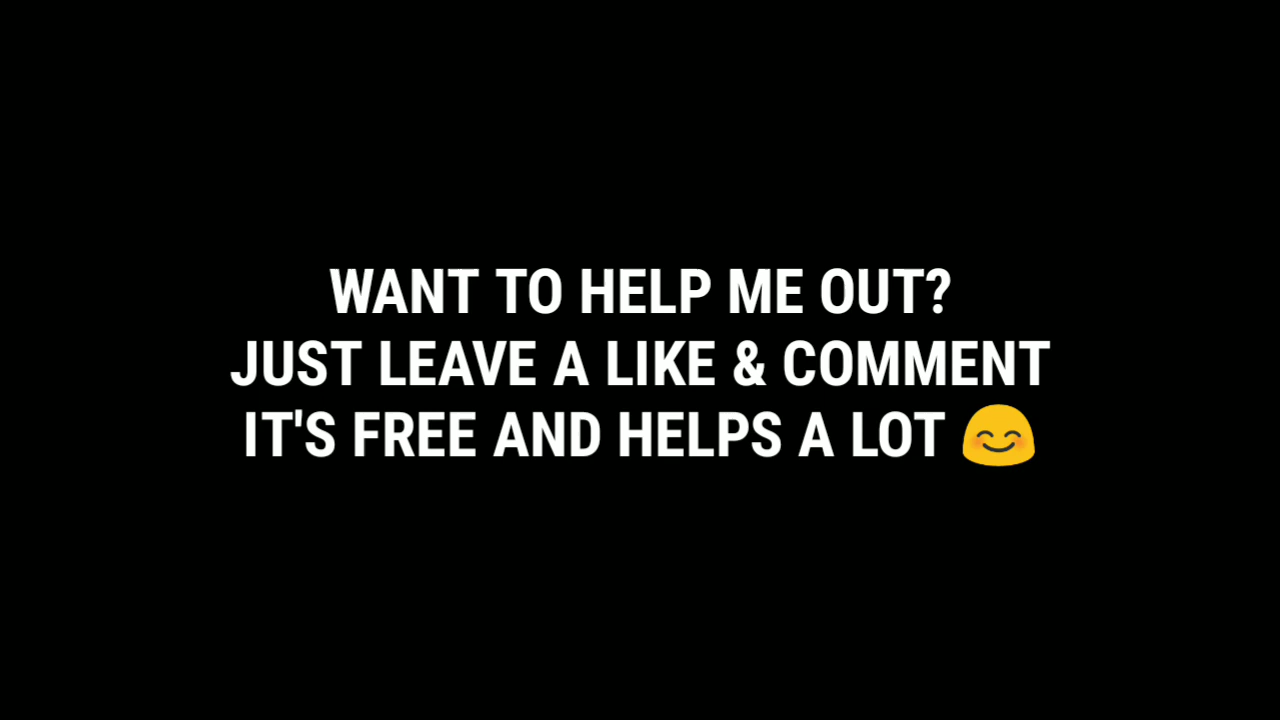 WANT TO HELP ME OUT?
JUST LEAVE A LIKE & COMMENT
IT'S FREE AND HELPS A LOT 😊